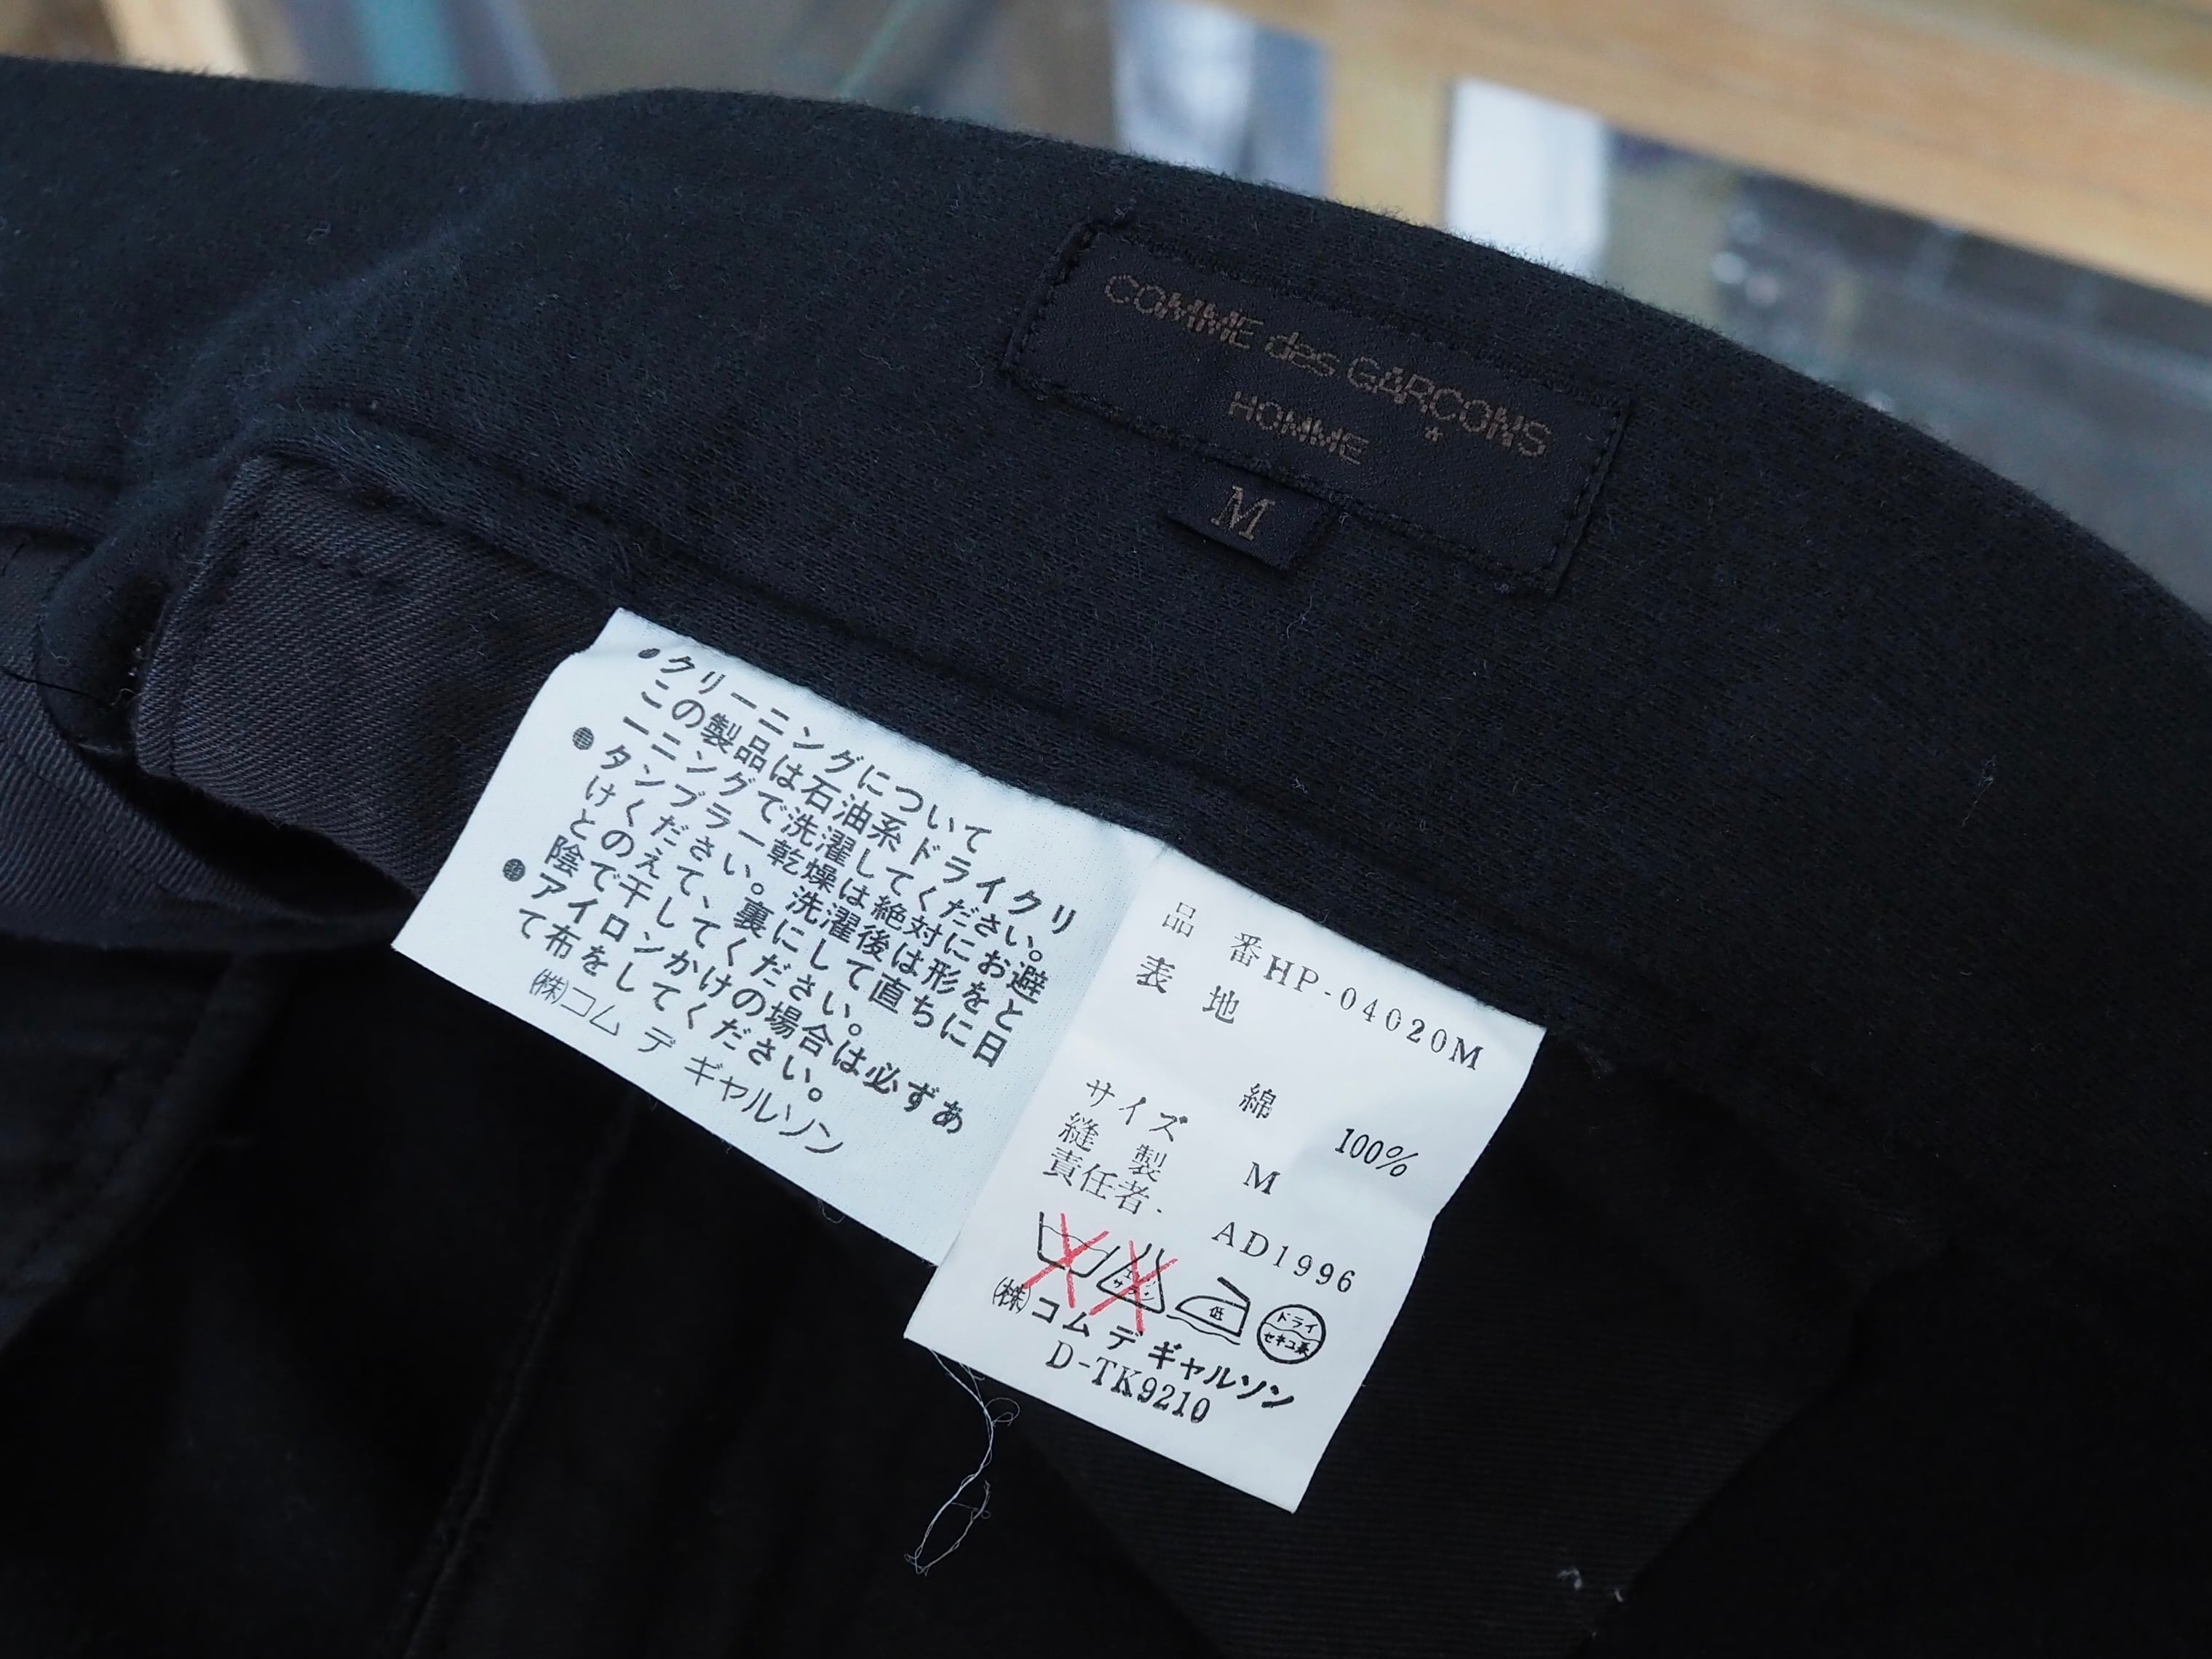 COMME des GARÇONS
HOMME
M
●クリーニングについて
この製品は石油系ドライクリ
ーニングで洗濯してください。
●タンブラー乾燥は絶対にお避
けください。洗濯後は形をと
とのえて、裏にして直ちに日
陰で干してください。
●アイロンかけの場合は必ずあ
て布をしてください。
㈱コム デ ギャルソン
品 番HP-04020M
表 地
綿 100%
サイズ M
縫 製
責任者. AD1996
低 ドライ
セキユ系
㈱コム デ ギャルソン
D-TK9210